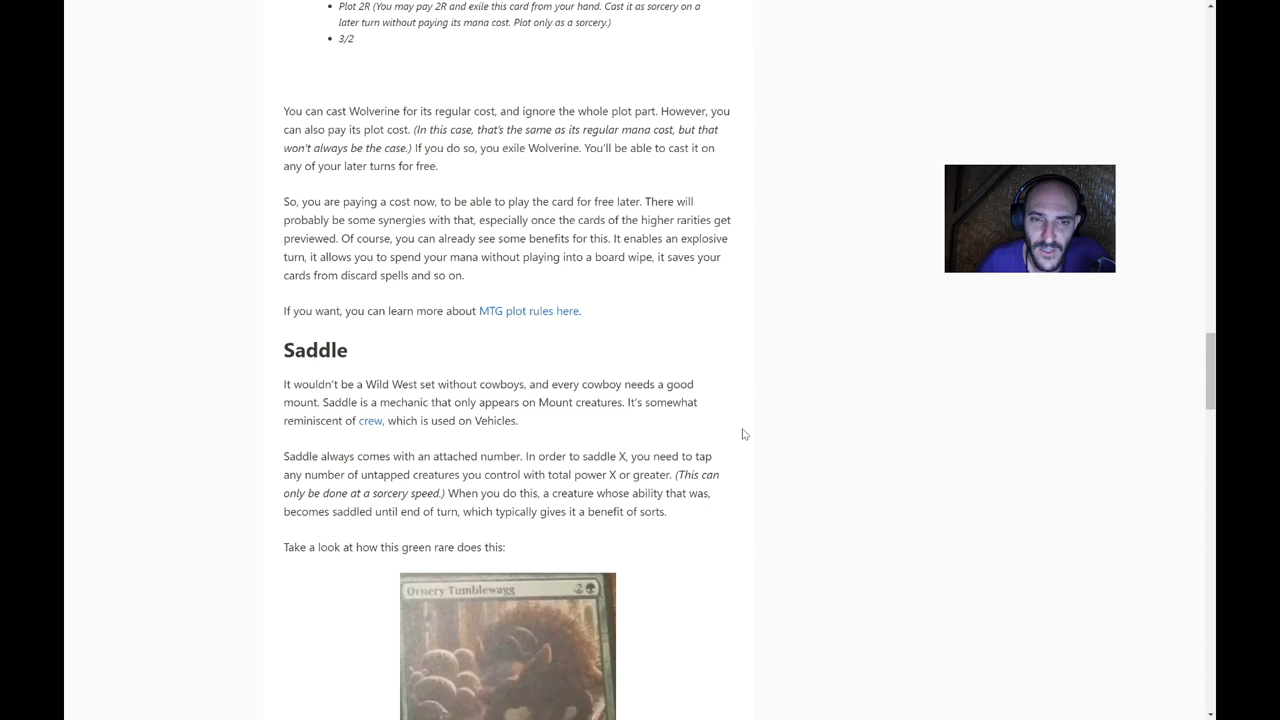 Plot 2R (You may pay 2R and exile this card from your hand. Cast it as sorcery on a
later turn without paying its mana cost. Plot only as a sorcery.)
3/2
You can cast Wolverine for its regular cost, and ignore the whole plot part. However, you
can also pay its plot cost. (In this case, that's the same as its regular mana cost, but that
won't always be the case.) If you do so, you exile Wolverine. You'll be able to cast it on
any of your later turns for free.
So, you are paying a cost now, to be able to play the card for free later. There will
probably be some synergies with that, especially once the cards of the higher rarities get
previewed. Of course, you can already see some benefits for this. It enables an explosive
turn, it allows you to spend your mana without playing into a board wipe, it saves your
cards from discard spells and so on.
If you want, you can learn more about MTG plot rules here.
Saddle
It wouldn't be a Wild West set without cowboys, and every cowboy needs a good
mount. Saddle is a mechanic that only appears on Mount creatures. It's somewhat
reminiscent of crew, which is used on Vehicles.
Saddle always comes with an attached number. In order to saddle X, you need to tap
any number of untapped creatures you control with total power X or greater. (This can
only be done at a sorcery speed.) When you do this, a creature whose ability that was,
becomes saddled until end of turn, which typically gives it a benefit of sorts.
Take a look at how this green rare does this:
Ornery Tumblewagg 2